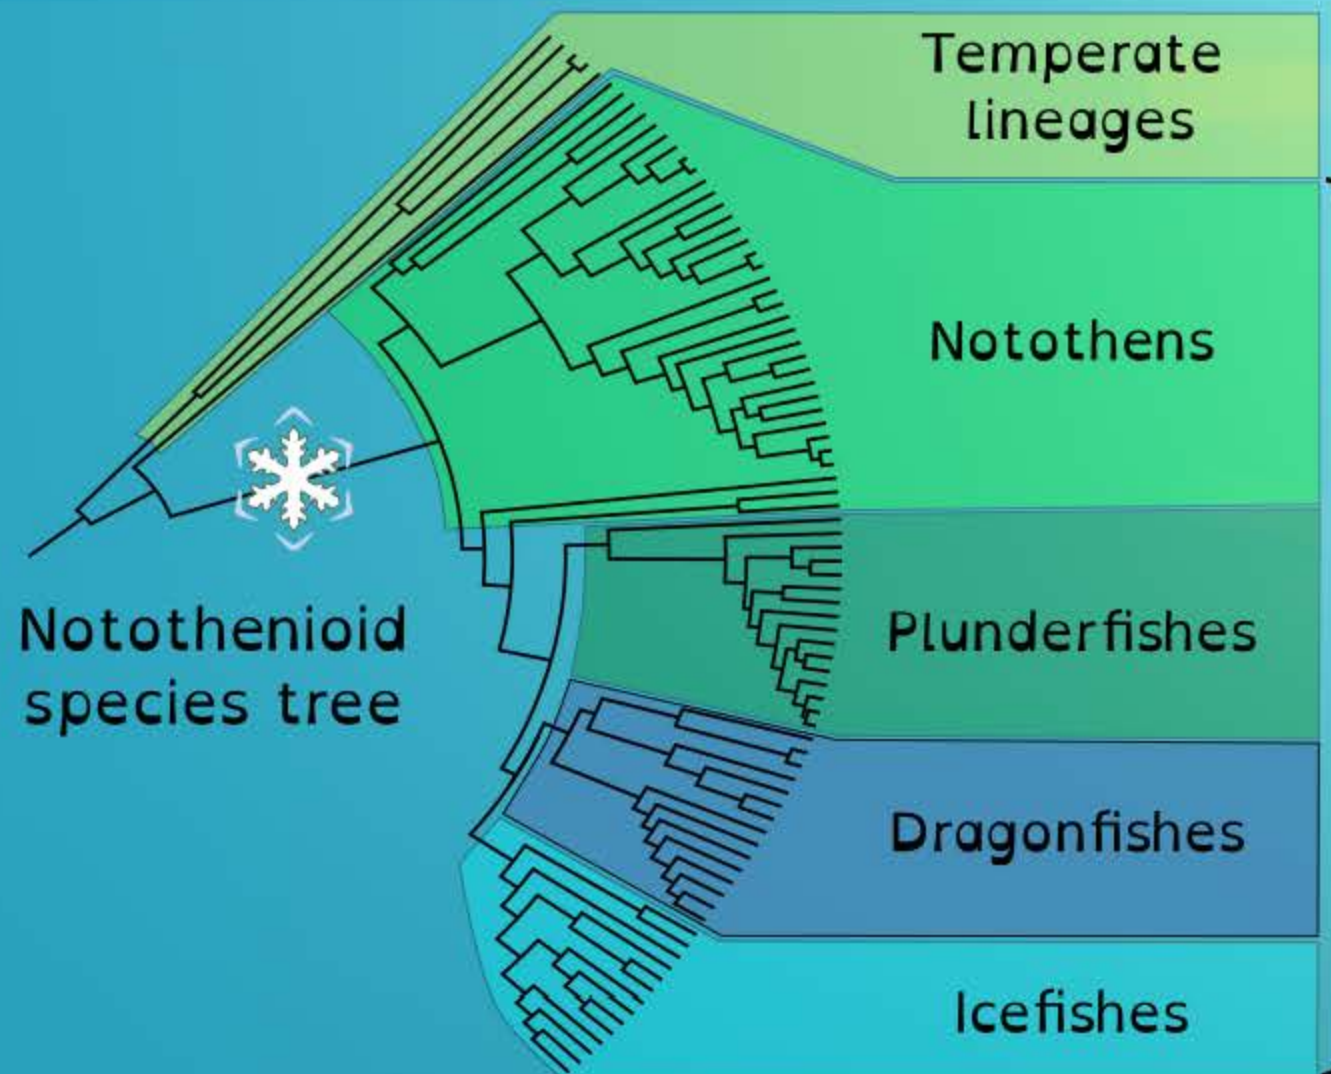 Temperate
lineages
Notothens
Notothenioid
species tree
Plunderfishes
Dragonfishes
Icefishes